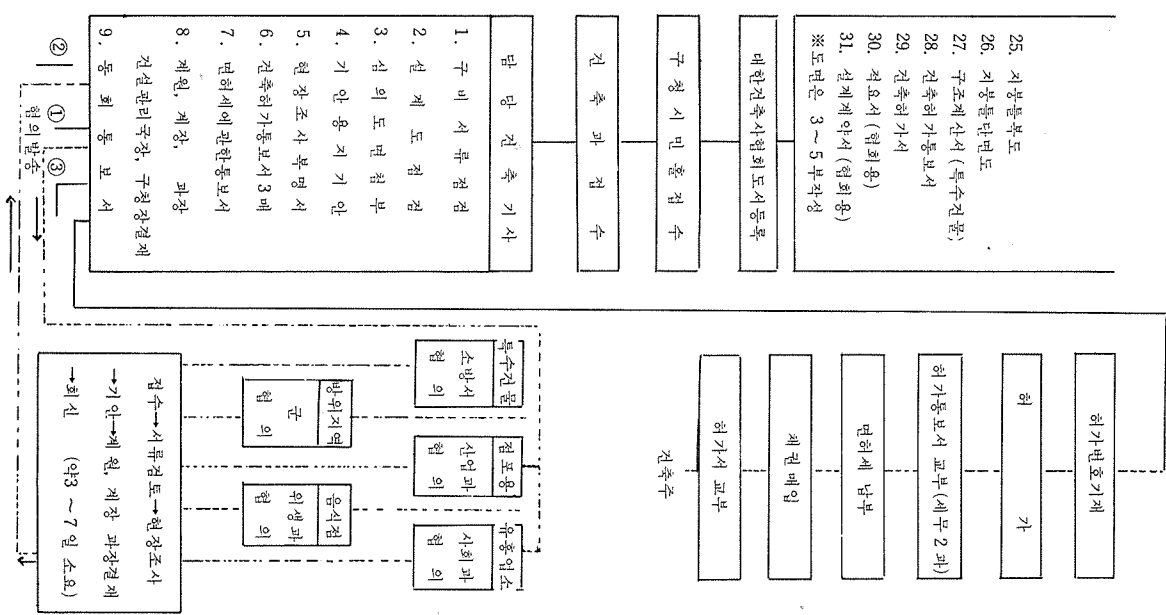 25. 지붕틀복도
26. 지붕틀단면도
27. 구조계산서(특수건물)
28. 건축허가통보서
29. 건축허가서
30. 적요서(협회용)
31. 설계계약서(협회용)
※도면은 3~5부작성
대한건축사협회도서등록
구청시민홀접수
건축과접수
담당건축기사
1. 구비서류점검
2. 설계도점검
3. 심의도면첨부
4. 기안용지기안
5. 현장조사복명서
6. 건축허가통보서3매
7. 면허세에관한통보서
8. 계원, 계장, 과장
건설관리국장, 구청장결재
9. 동회통보서
②
①
③
협의발송
허가번호기재
허가
허가통보서 교부(세무2과)
면허세 납부
채권매입
허가서 교부
건축주
특수건물
소방서
협의
방위지역
군
협의
점포용
산업과
협의
음식점
위생과
협의
유흥업소
사회과
협의
접수→서류검토→현장조사
→기안→계원, 계장 과장결재
→회신 (약3~7일 소요)